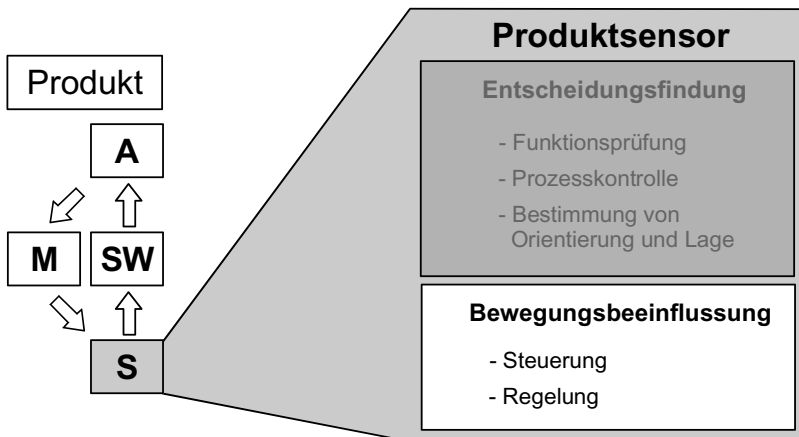 Produktsensor
Produkt
A
M
SW
S
Entscheidungsfindung
- Funktionsprüfung
- Prozesskontrolle
- Bestimmung von
Orientierung und Lage
Bewegungsbeeinflussung
- Steuerung
- Regelung